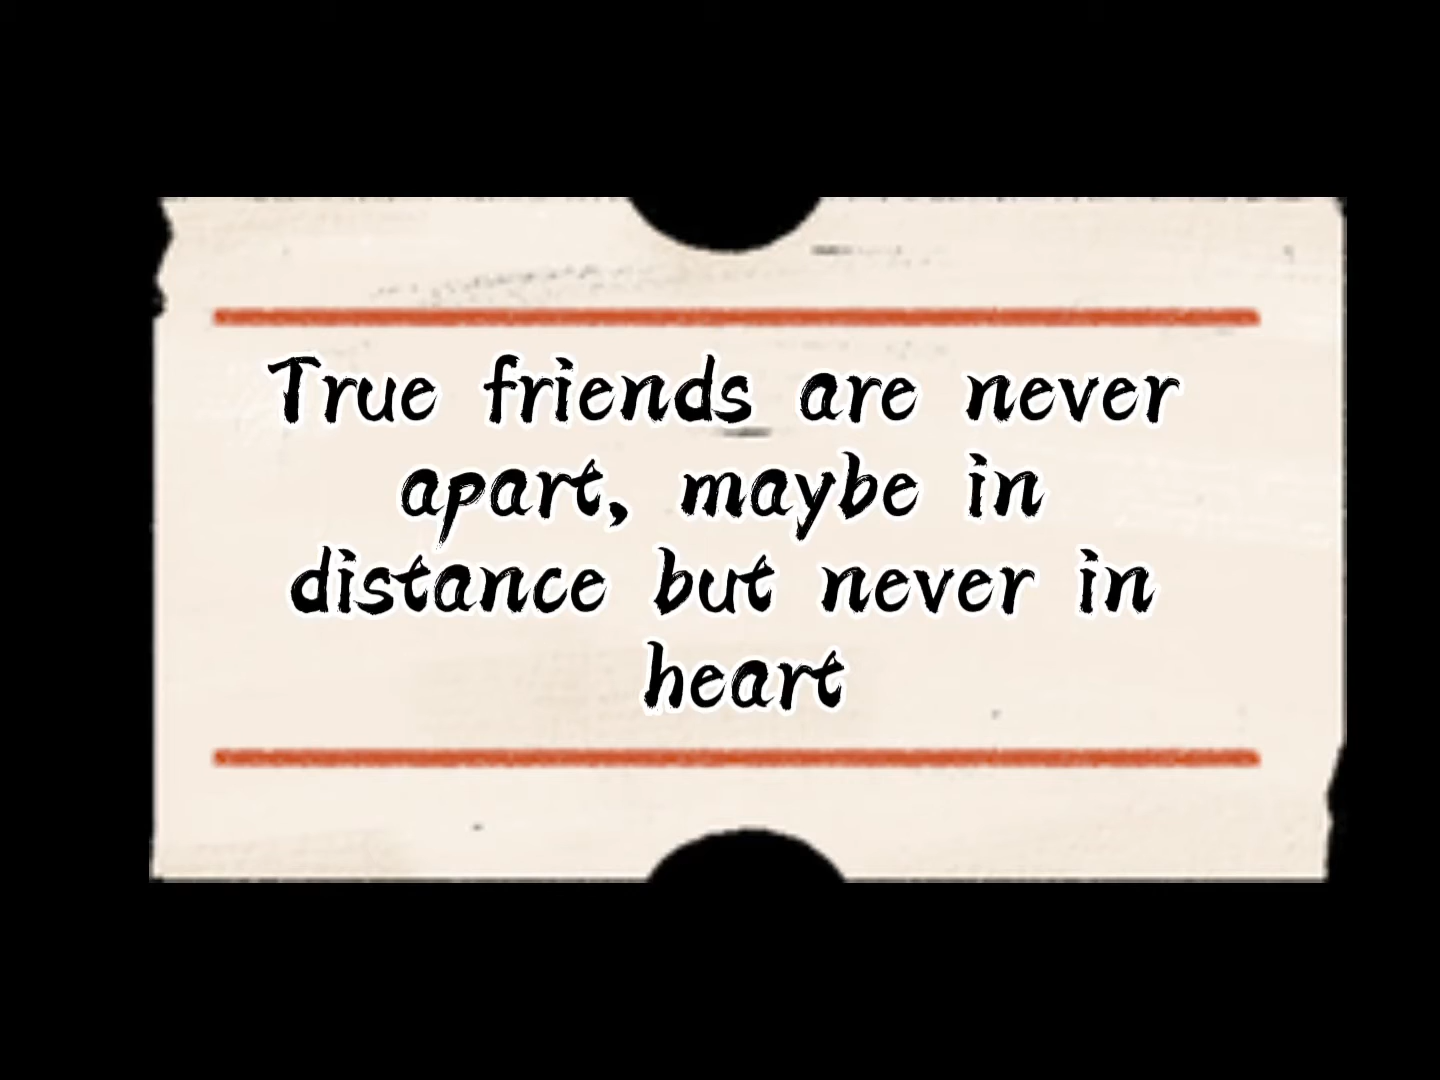 True friends are never
apart, maybe in
distance but never in
heart